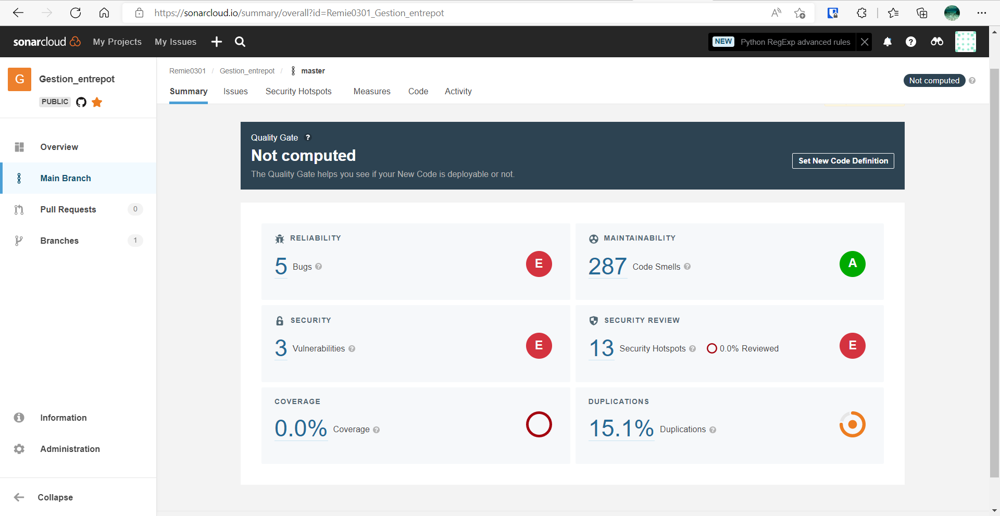 https://sonarcloud.io/summary/overall?id=Remie0301_Gestion_entrepot
sonarcloud My Projects My Issues NEW Python RegExp advanced rules
G Gestion_entrepot
PUBLIC
Overview
Main Branch
Pull Requests 0
Branches 1
Information
Administration
Collapse
Remie0301 / Gestion_entrepot / master
Not computed
Summary Issues Security Hotspots Measures Code Activity
Quality Gate
Not computed
The Quality Gate helps you see if your New Code is deployable or not.
Set New Code Definition
RELIABILITY
5 Bugs E
MAINTAINABILITY
287 Code Smells A
SECURITY
3 Vulnerabilities E
SECURITY REVIEW
13 Security Hotspots 0.0% Reviewed E
COVERAGE
0.0% Coverage
DUPLICATIONS
15.1% Duplications